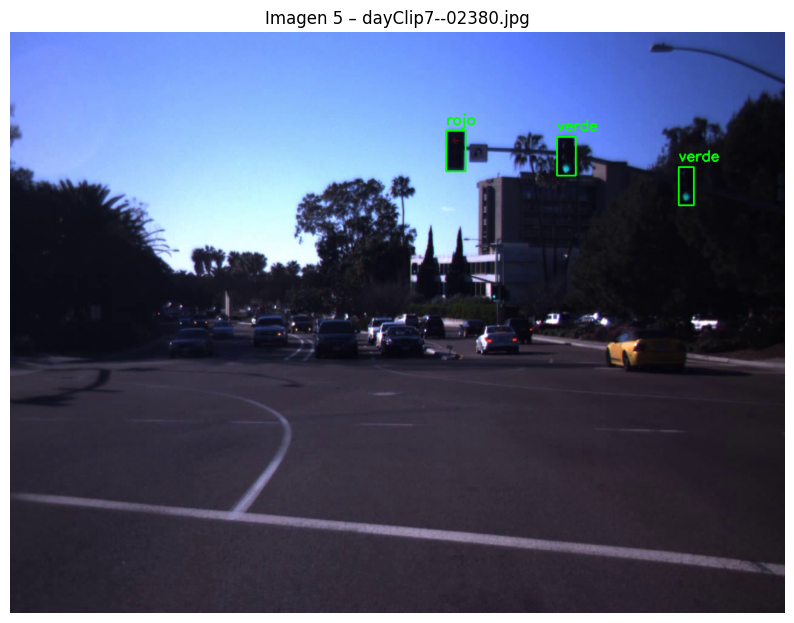 Imagen 5 – dayClip7--02380.jpg
rojo
verde
verde